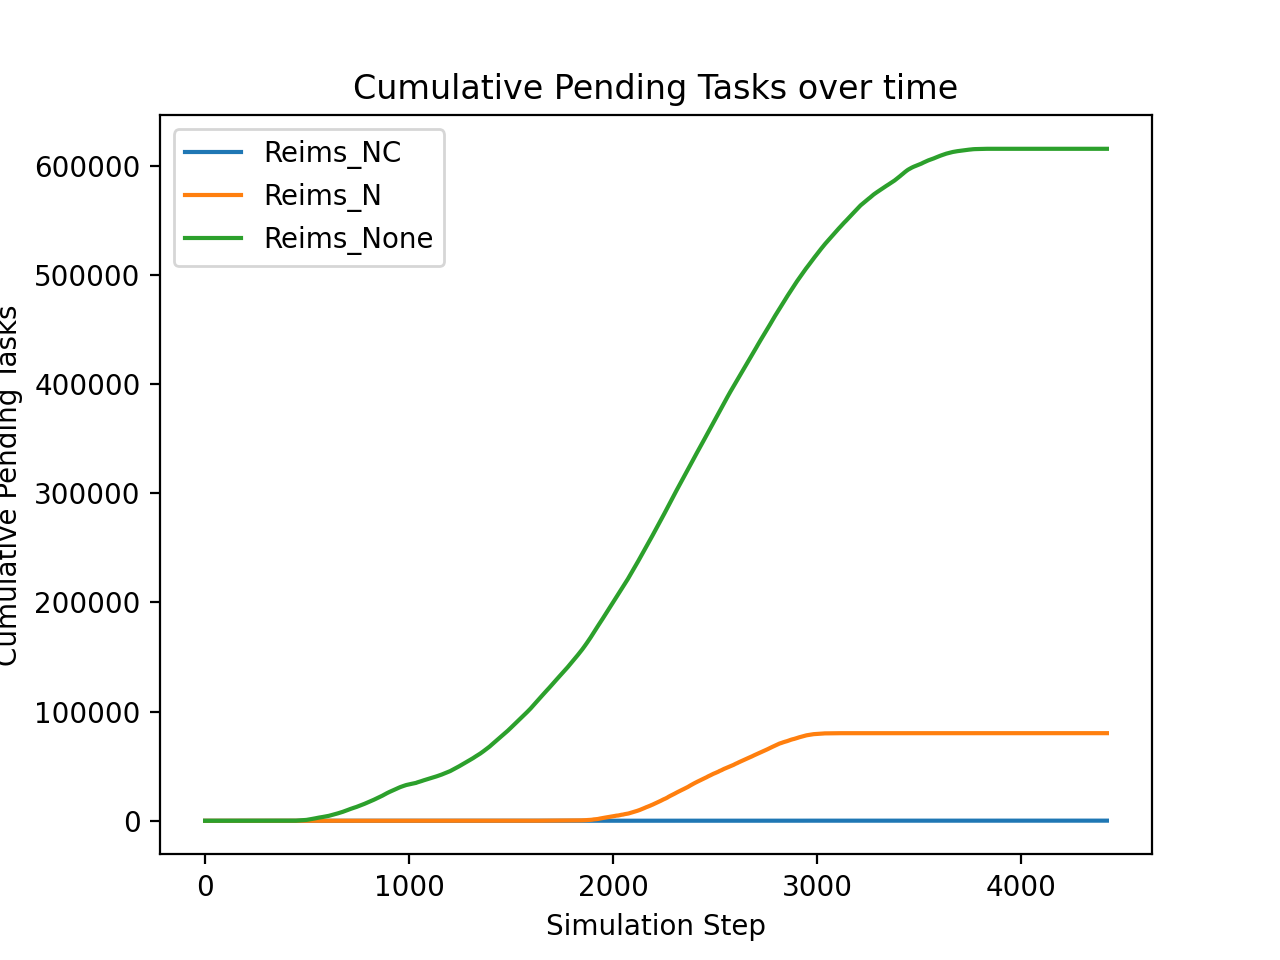 Cumulative Pending Tasks over time
Reims_NC
Reims_N
Reims_None
600000
500000
400000
300000
200000
100000
0
Cumulative Pending Tasks
0 1000 2000 3000 4000
Simulation Step